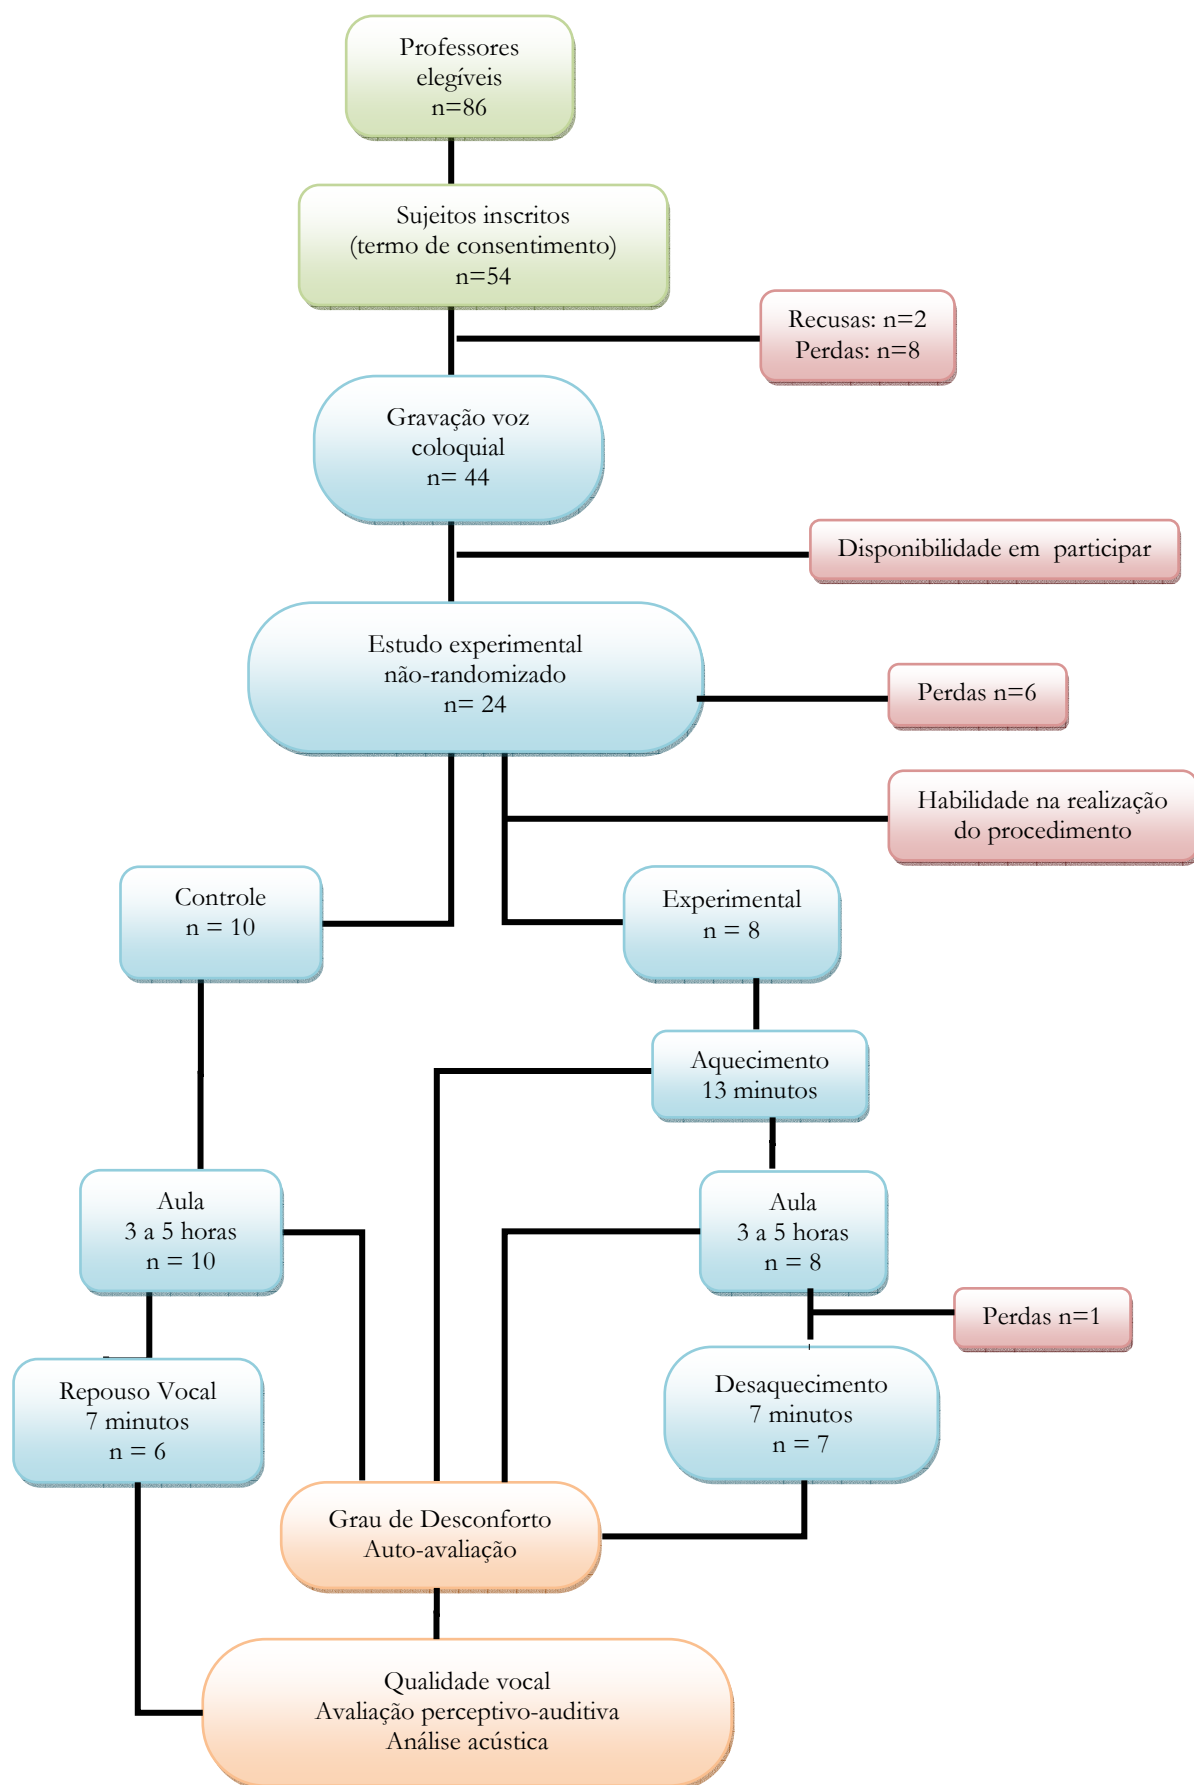 Professores
elegíveis
n=86
Sujeitos inscritos
(termo de consentimento)
n=54
Recusas: n=2
Perdas: n=8
Gravação voz
coloquial
n= 44
Disponibilidade em  participar
Estudo experimental
não-randomizado
n= 24
Perdas n=6
Habilidade na realização
do procedimento
Controle
n = 10
Experimental
n = 8
Aquecimento
13 minutos
Aula
3 a 5 horas
n = 10
Aula
3 a 5 horas
n = 8
Perdas n=1
Repouso Vocal
7 minutos
n = 6
Desaquecimento
7 minutos
n = 7
Grau de Desconforto
Auto-avaliação
Qualidade vocal
Avaliação perceptivo-auditiva
Análise acústica